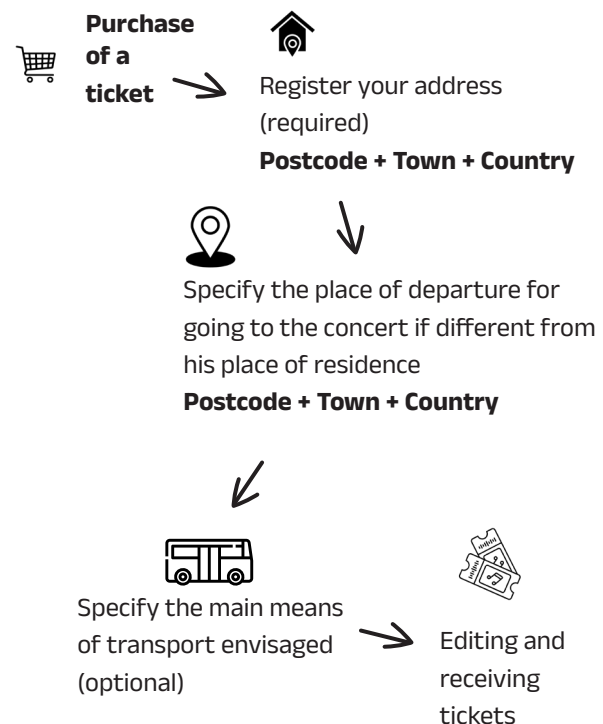 Purchase
of a
ticket
Register your address
(required)
Postcode + Town + Country
Specify the place of departure for
going to the concert if different from
his place of residence
Postcode + Town + Country
Specify the main means
of transport envisaged
(optional)
Editing and
receiving
tickets